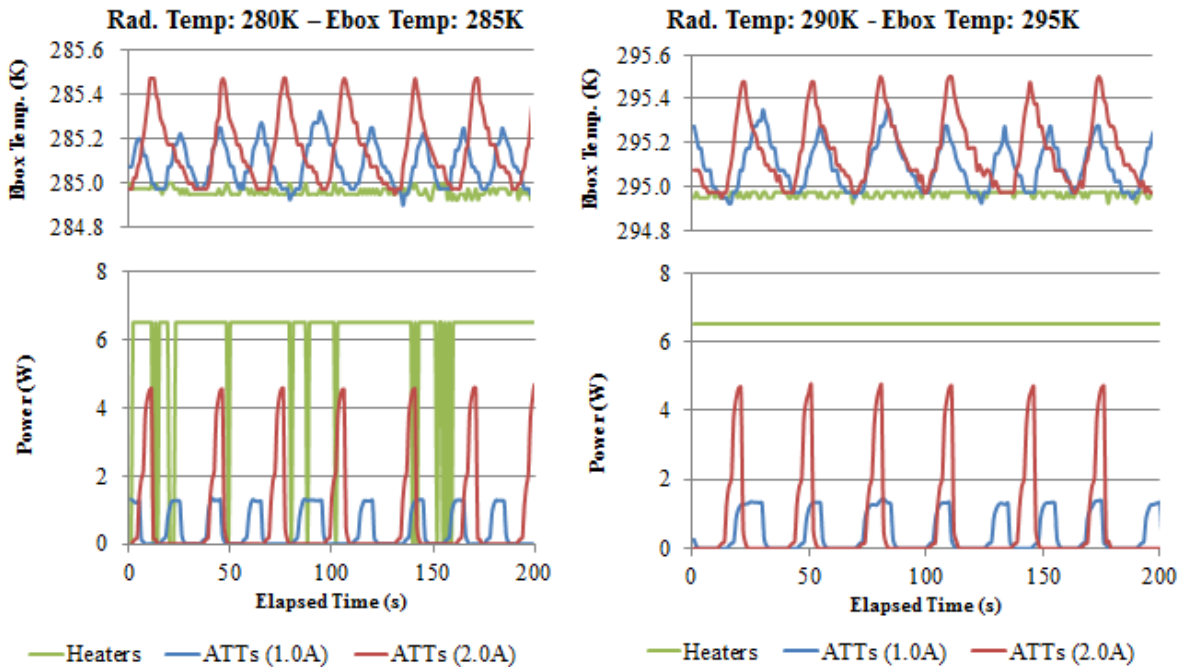 Rad. Temp: 280K – Ebox Temp: 285K
Ebox Temp. (K)
285.6
285.4
285.2
285.0
284.8
Power (W)
8
6
4
2
0
0 50 100 150 200
Elapsed Time (s)
Heaters ATTs (1.0A) ATTs (2.0A)
Rad. Temp: 290K - Ebox Temp: 295K
Ebox Temp. (K)
295.6
295.4
295.2
295.0
294.8
Power (W)
8
6
4
2
0
0 50 100 150 200
Elapsed Time (s)
Heaters ATTs (1.0A) ATTs (2.0A)